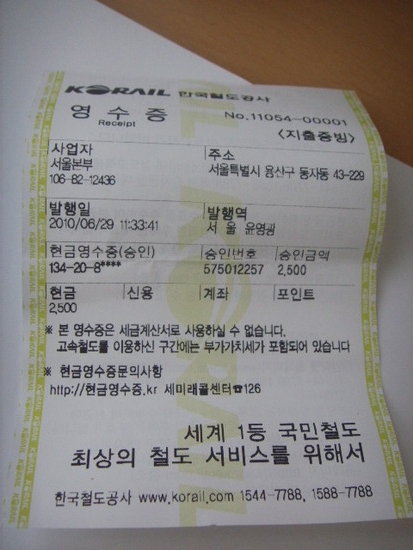 KORAIL 한국철도공사
영 수 증
Receipt
No.11054-00001
<지출증빙>
사업자
서울본부
106-82-12436
주소
서울특별시 용산구 동자동 43-229
발행일
2010/06/29 11:33:41
발행역
서 울 윤영광
현금영수증(승인)
134-20-8****
승인번호
575012257
승인금액
2,500
현금
2,500
신용
계좌
포인트
※ 본 영수증은 세금계산서로 사용하실 수 없습니다.
고속철도를 이용하신 구간에는 부가가치세가 포함되어 있습니다
※ 현금영수증문의사항
http://현금영수증.kr 세미래콜센터☎126
세계 1등 국민철도
최상의 철도 서비스를 위해서
한국철도공사 www.korail.com 1544-7788, 1588-7788